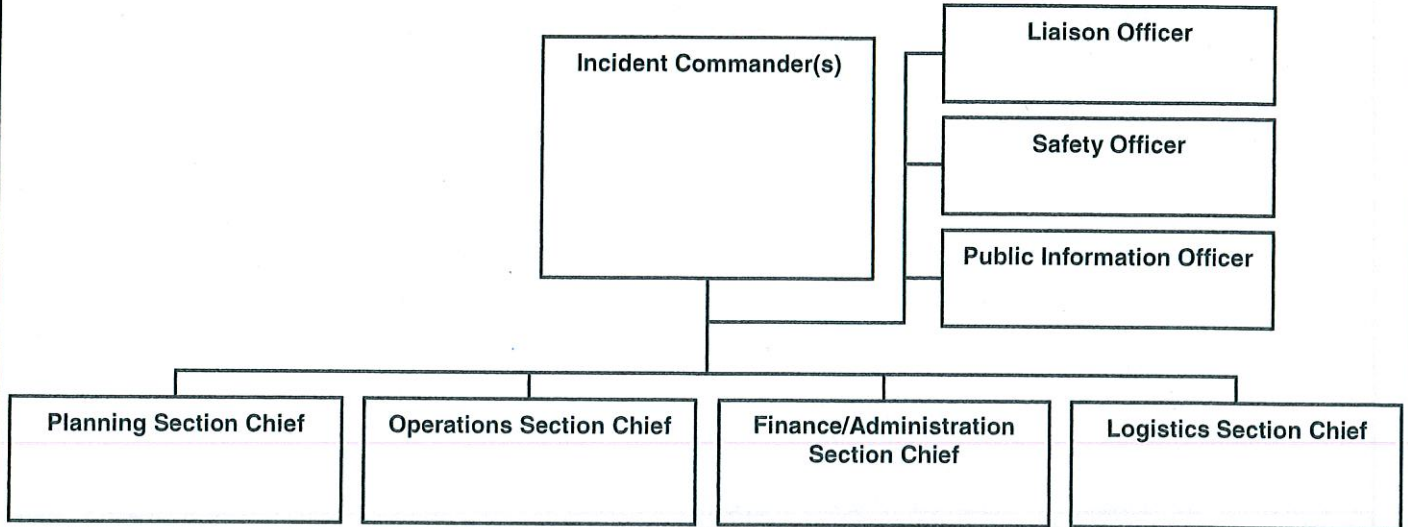 Liaison Officer
Incident Commander(s)
Safety Officer
Public Information Officer
Planning Section Chief
Operations Section Chief
Finance/Administration
Section Chief
Logistics Section Chief